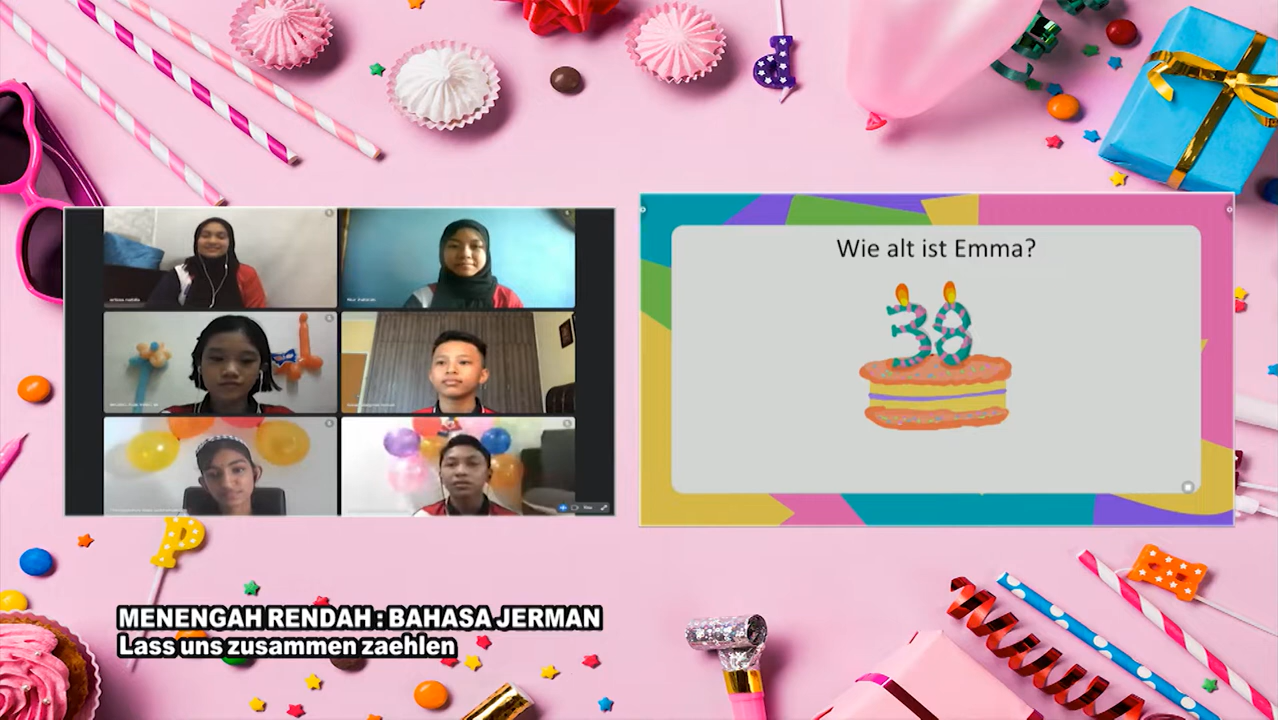 Wie alt ist Emma?
38
P
MENENGAH RENDAH : BAHASA JERMAN
Lass uns zusammen zaehlen